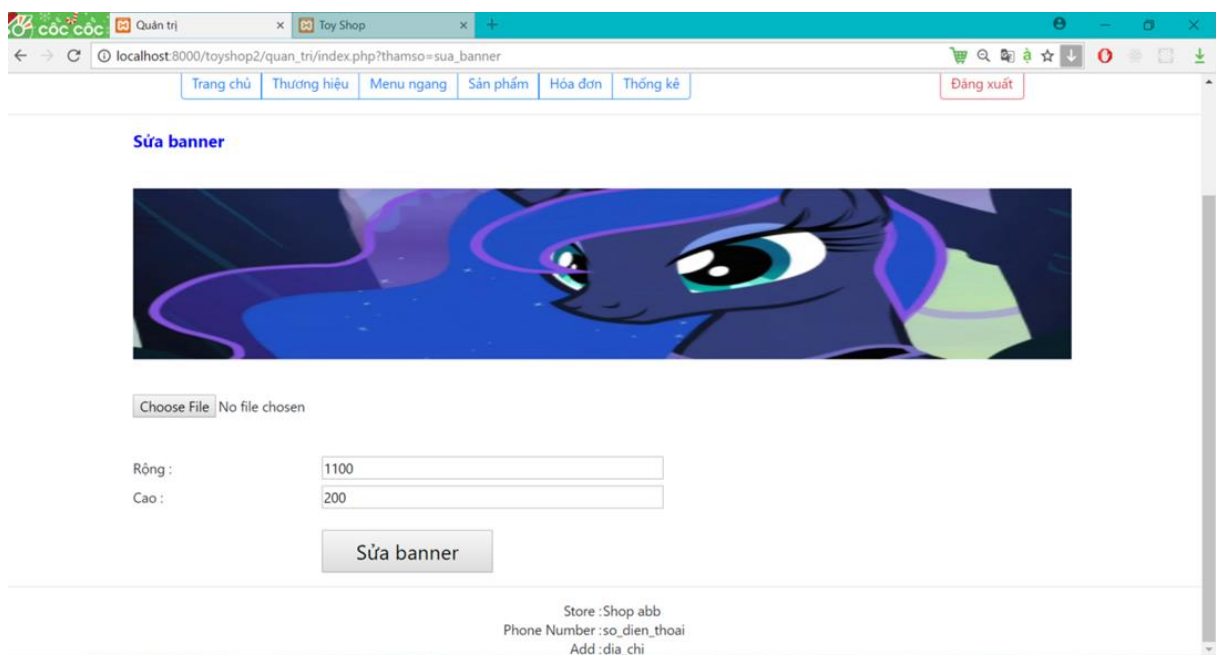 cốc cốc Quản trị Toy Shop
localhost:8000/toyshop2/quan_tri/index.php?thamso=sua_banner
Trang chủ Thương hiệu Menu ngang Sản phẩm Hóa đơn Thống kê Đăng xuất
Sửa banner
Choose File No file chosen
Rộng : 1100
Cao : 200
Sửa banner
Store :Shop abb
Phone Number :so_dien_thoai
Add :dia_chi